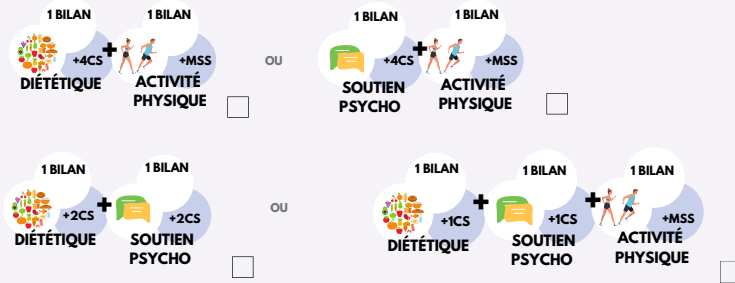 1 BILAN
+4CS
DIÉTÉTIQUE
+
1 BILAN
+MSS
ACTIVITÉ
PHYSIQUE
OU
1 BILAN
+4CS
SOUTIEN
PSYCHO
+
1 BILAN
+MSS
ACTIVITÉ
PHYSIQUE
1 BILAN
+2CS
DIÉTÉTIQUE
+
1 BILAN
+2CS
SOUTIEN
PSYCHO
OU
1 BILAN
+1CS
DIÉTÉTIQUE
+
1 BILAN
+1CS
SOUTIEN
PSYCHO
+
1 BILAN
+MSS
ACTIVITÉ
PHYSIQUE